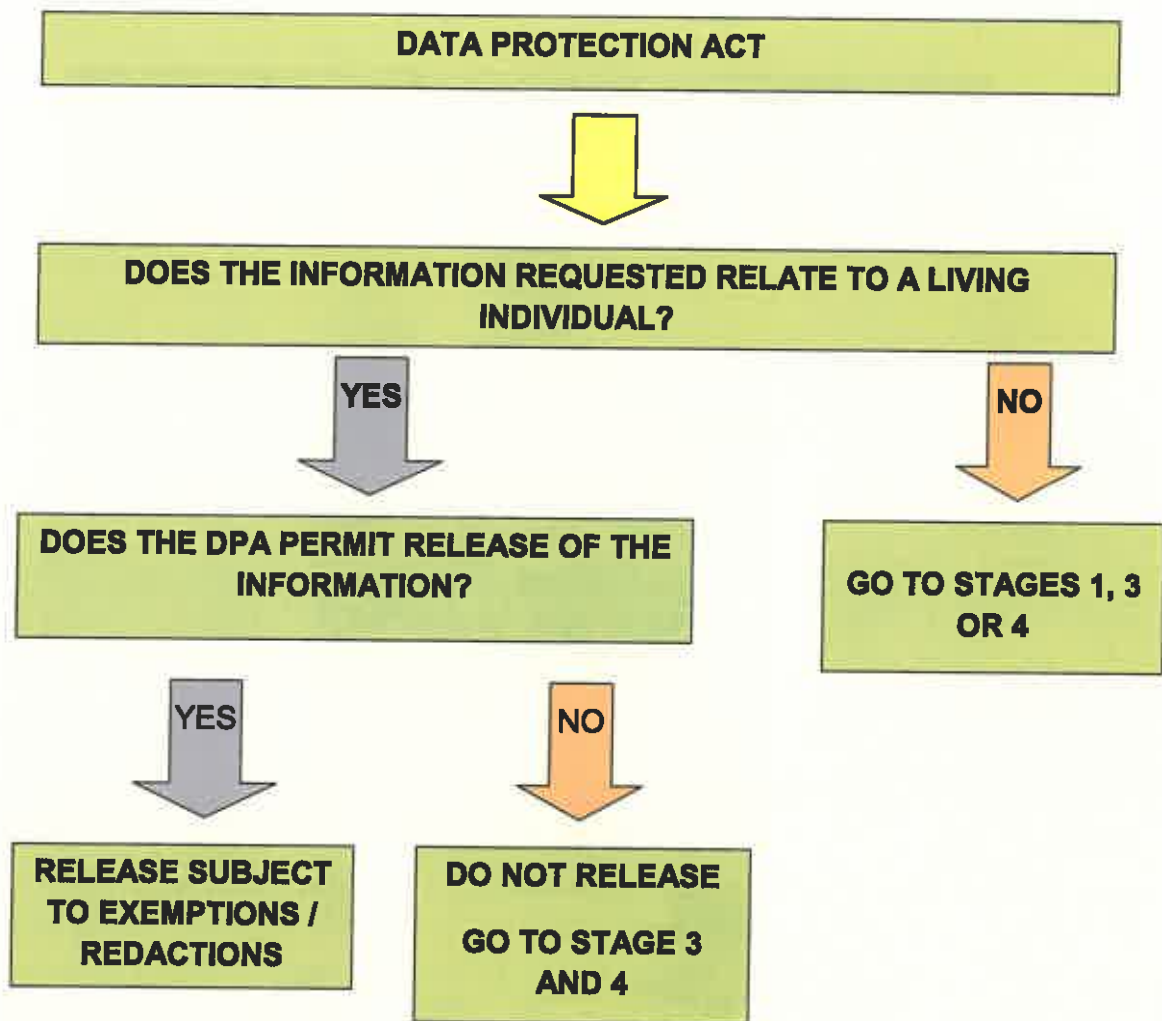 DATA PROTECTION ACT
DOES THE INFORMATION REQUESTED RELATE TO A LIVING
INDIVIDUAL?
YES
NO
DOES THE DPA PERMIT RELEASE OF THE
INFORMATION?
GO TO STAGES 1, 3
OR 4
YES
NO
RELEASE SUBJECT
TO EXEMPTIONS /
REDACTIONS
DO NOT RELEASE
GO TO STAGE 3
AND 4